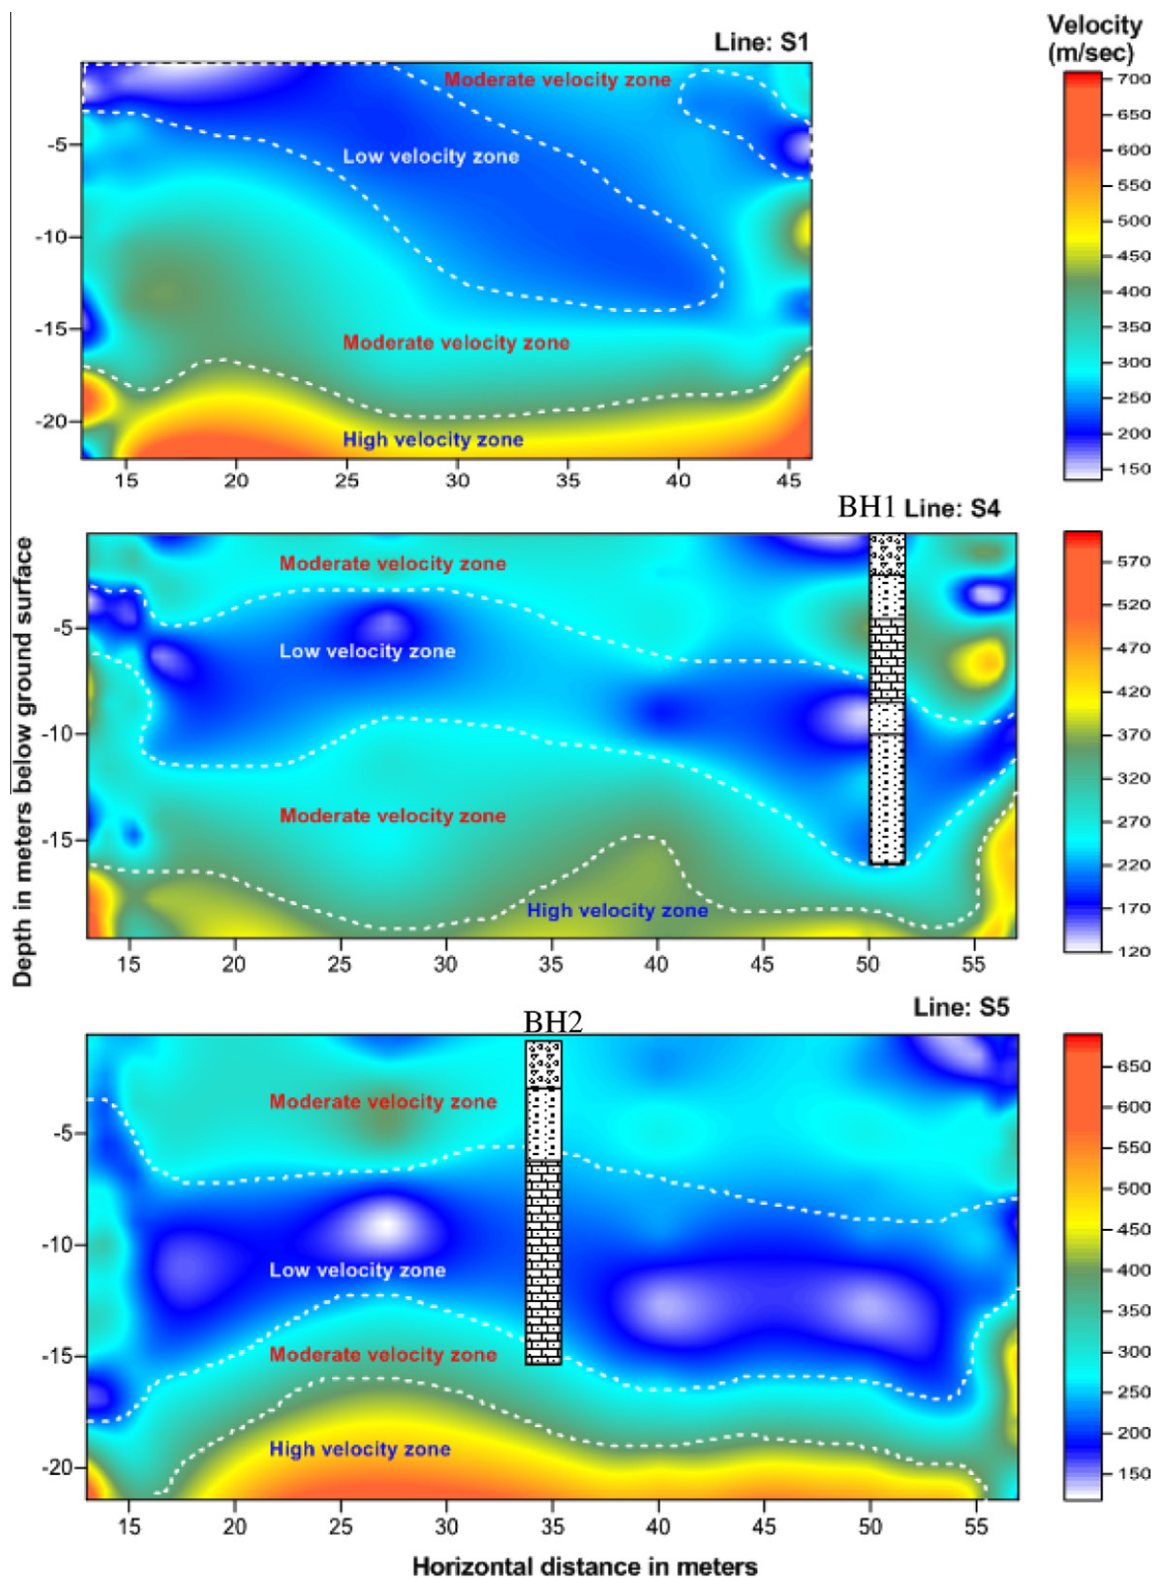 Line: S1
Velocity
(m/sec)
Moderate velocity zone
Low velocity zone
Moderate velocity zone
High velocity zone
-5
-10
-15
-20
15 20 25 30 35 40 45
700
650
600
550
500
450
400
350
300
250
200
150
BH1 Line: S4
Moderate velocity zone
Low velocity zone
Moderate velocity zone
High velocity zone
-5
-10
-15
15 20 25 30 35 40 45 50 55
570
520
470
420
370
320
270
220
170
120
Depth in meters below ground surface
Line: S5
BH2
Moderate velocity zone
Low velocity zone
Moderate velocity zone
High velocity zone
-5
-10
-15
-20
15 20 25 30 35 40 45 50 55
650
600
550
500
450
400
350
300
250
200
150
Horizontal distance in meters